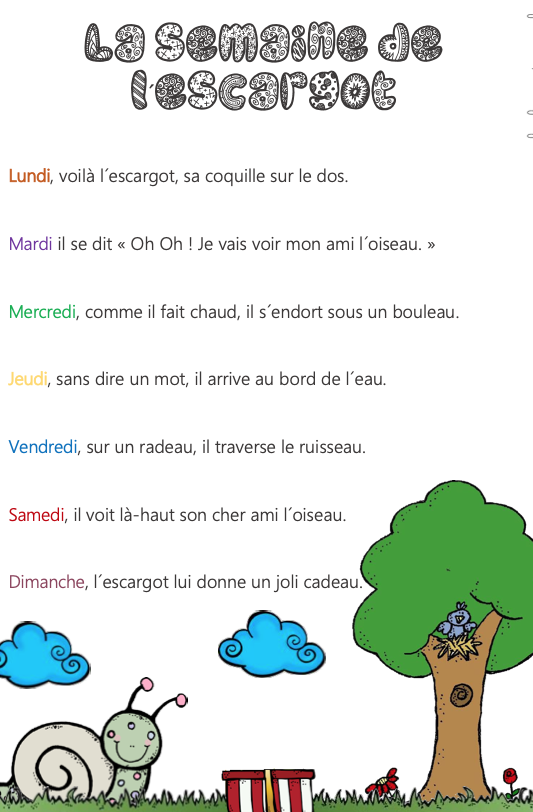 La semaine de
l´escargot
Lundi, voilà l´escargot, sa coquille sur le dos.
Mardi il se dit « Oh Oh ! Je vais voir mon ami l´oiseau. »
Mercredi, comme il fait chaud, il s´endort sous un bouleau.
Jeudi, sans dire un mot, il arrive au bord de l´eau.
Vendredi, sur un radeau, il traverse le ruisseau.
Samedi, il voit là-haut son cher ami l´oiseau.
Dimanche, l´escargot lui donne un joli cadeau.